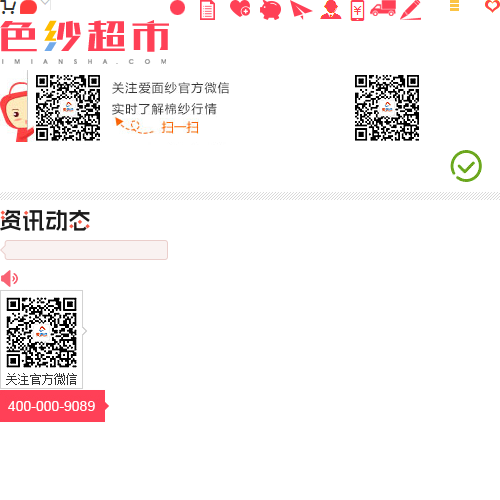 色纱超市
IMIANSHA.COM
关注爱面纱官方微信
实时了解棉纱行情
扫一扫
资讯动态
关注官方微信
400-000-9089